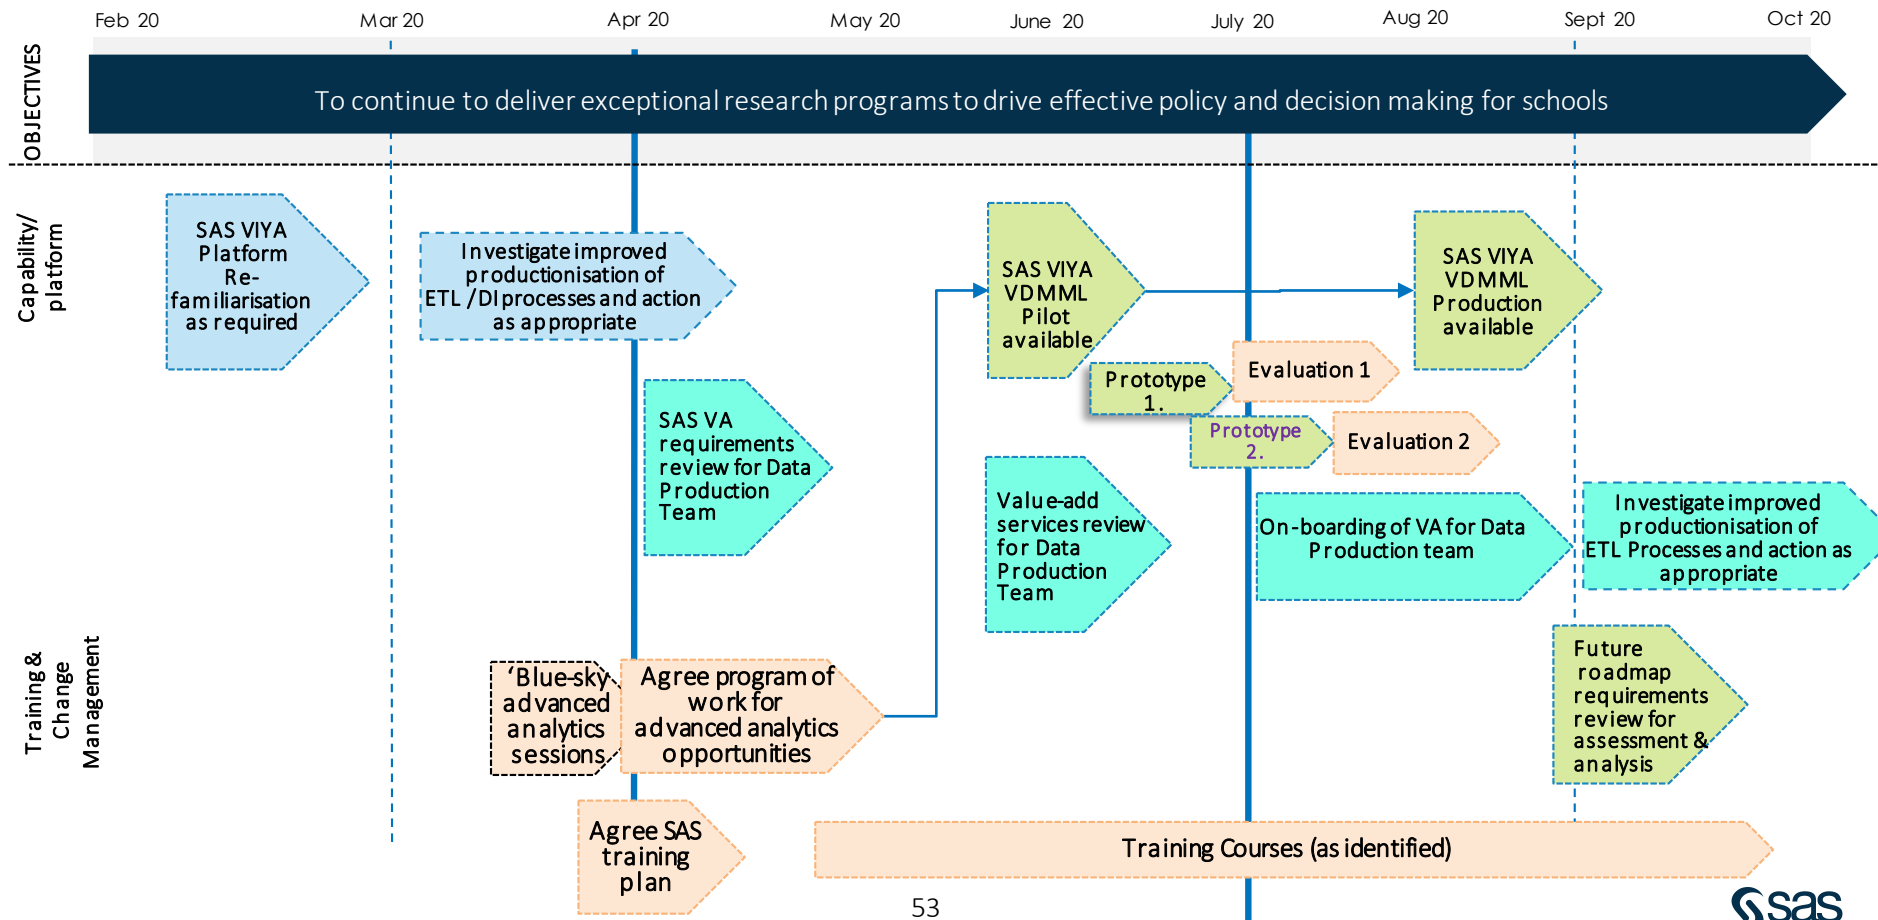 Feb 20
Mar 20
Apr 20
May 20
June 20
July 20
Aug 20
Sept 20
Oct 20
OBJECTIVES
To continue to deliver exceptional research programs to drive effective policy and decision making for schools
Capability/
platform
SAS VIYA
Platform
Re-
familiarisation
as required
Investigate improved
productionisation of
ETL /DI processes and action
as appropriate
SAS VIYA
VDMML
Pilot
available
SAS VIYA
VDMML
Production
available
Prototype
1.
Evaluation 1
Prototype
2.
Evaluation 2
SAS VA
requirements
review for Data
Production
Team
Value-add
services review
for Data
Production
Team
On-boarding of VA for Data
Production team
Investigate improved
productionisation of
ETL Processes and action as
appropriate
Training &
Change
Management
‘Blue-sky
advanced
analytics
sessions
Agree program of
work for
advanced analytics
opportunities
Future
roadmap
requirements
review for
assessment &
analysis
Agree SAS
training
plan
Training Courses (as identified)
53
sas